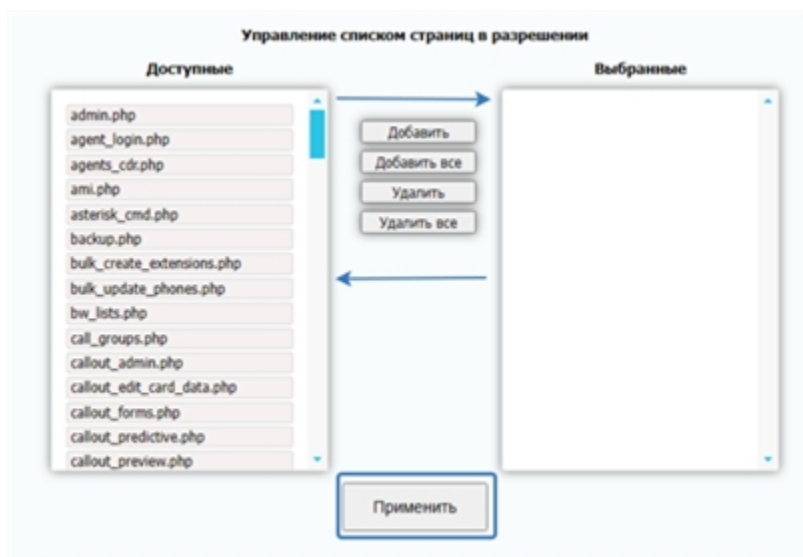 Управление списком страниц в разрешении
Доступные
Выбранные
admin.php
agent_login.php
agents_cdr.php
ami.php
asterisk_cmd.php
backup.php
bulk_create_extensions.php
bulk_update_phones.php
bw_lists.php
call_groups.php
callout_admin.php
callout_edit_card_data.php
callout_forms.php
callout_predictive.php
callout_preview.php
Добавить
Добавить все
Удалить
Удалить все
Применить